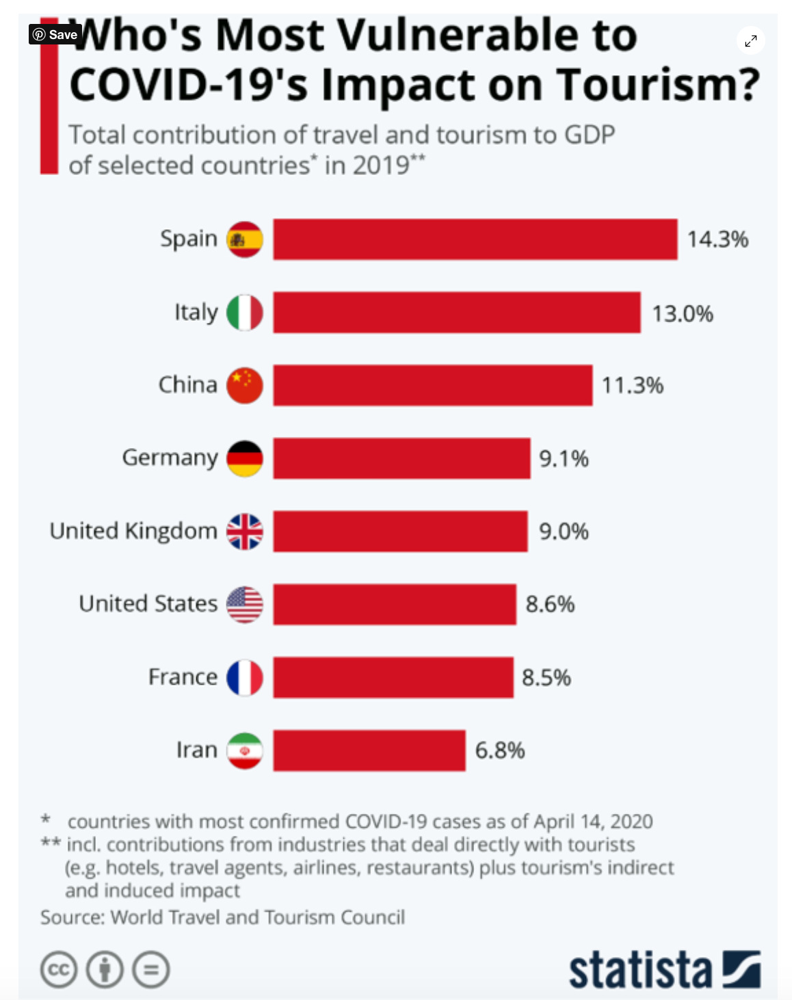 Save
Who's Most Vulnerable to
COVID-19's Impact on Tourism?
Total contribution of travel and tourism to GDP
of selected countries* in 2019**
Spain 14.3%
Italy 13.0%
China 11.3%
Germany 9.1%
United Kingdom 9.0%
United States 8.6%
France 8.5%
Iran 6.8%
* countries with most confirmed COVID-19 cases as of April 14, 2020
** incl. contributions from industries that deal directly with tourists
(e.g. hotels, travel agents, airlines, restaurants) plus tourism's indirect
and induced impact
Source: World Travel and Tourism Council
cc
statista